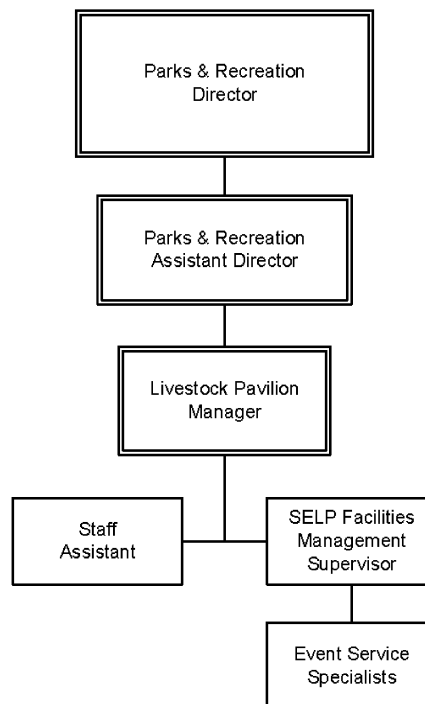 Parks & Recreation
Director
Parks & Recreation
Assistant Director
Livestock Pavilion
Manager
Staff
Assistant
SELP Facilities
Management
Supervisor
Event Service
Specialists